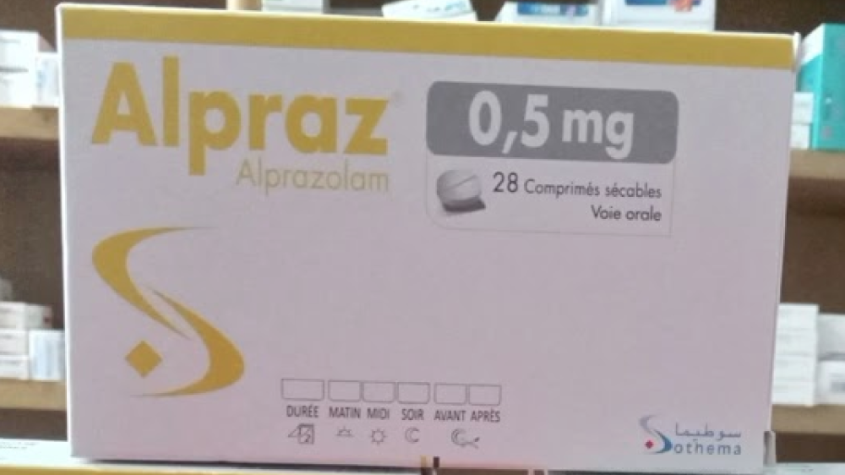 Alpraz
Alprazolam
0,5 mg
28 Comprimés sécables
Voie orale
DURÉE MATIN MIDI SOIR AVANT APRÈS
سوطيما
Sothema